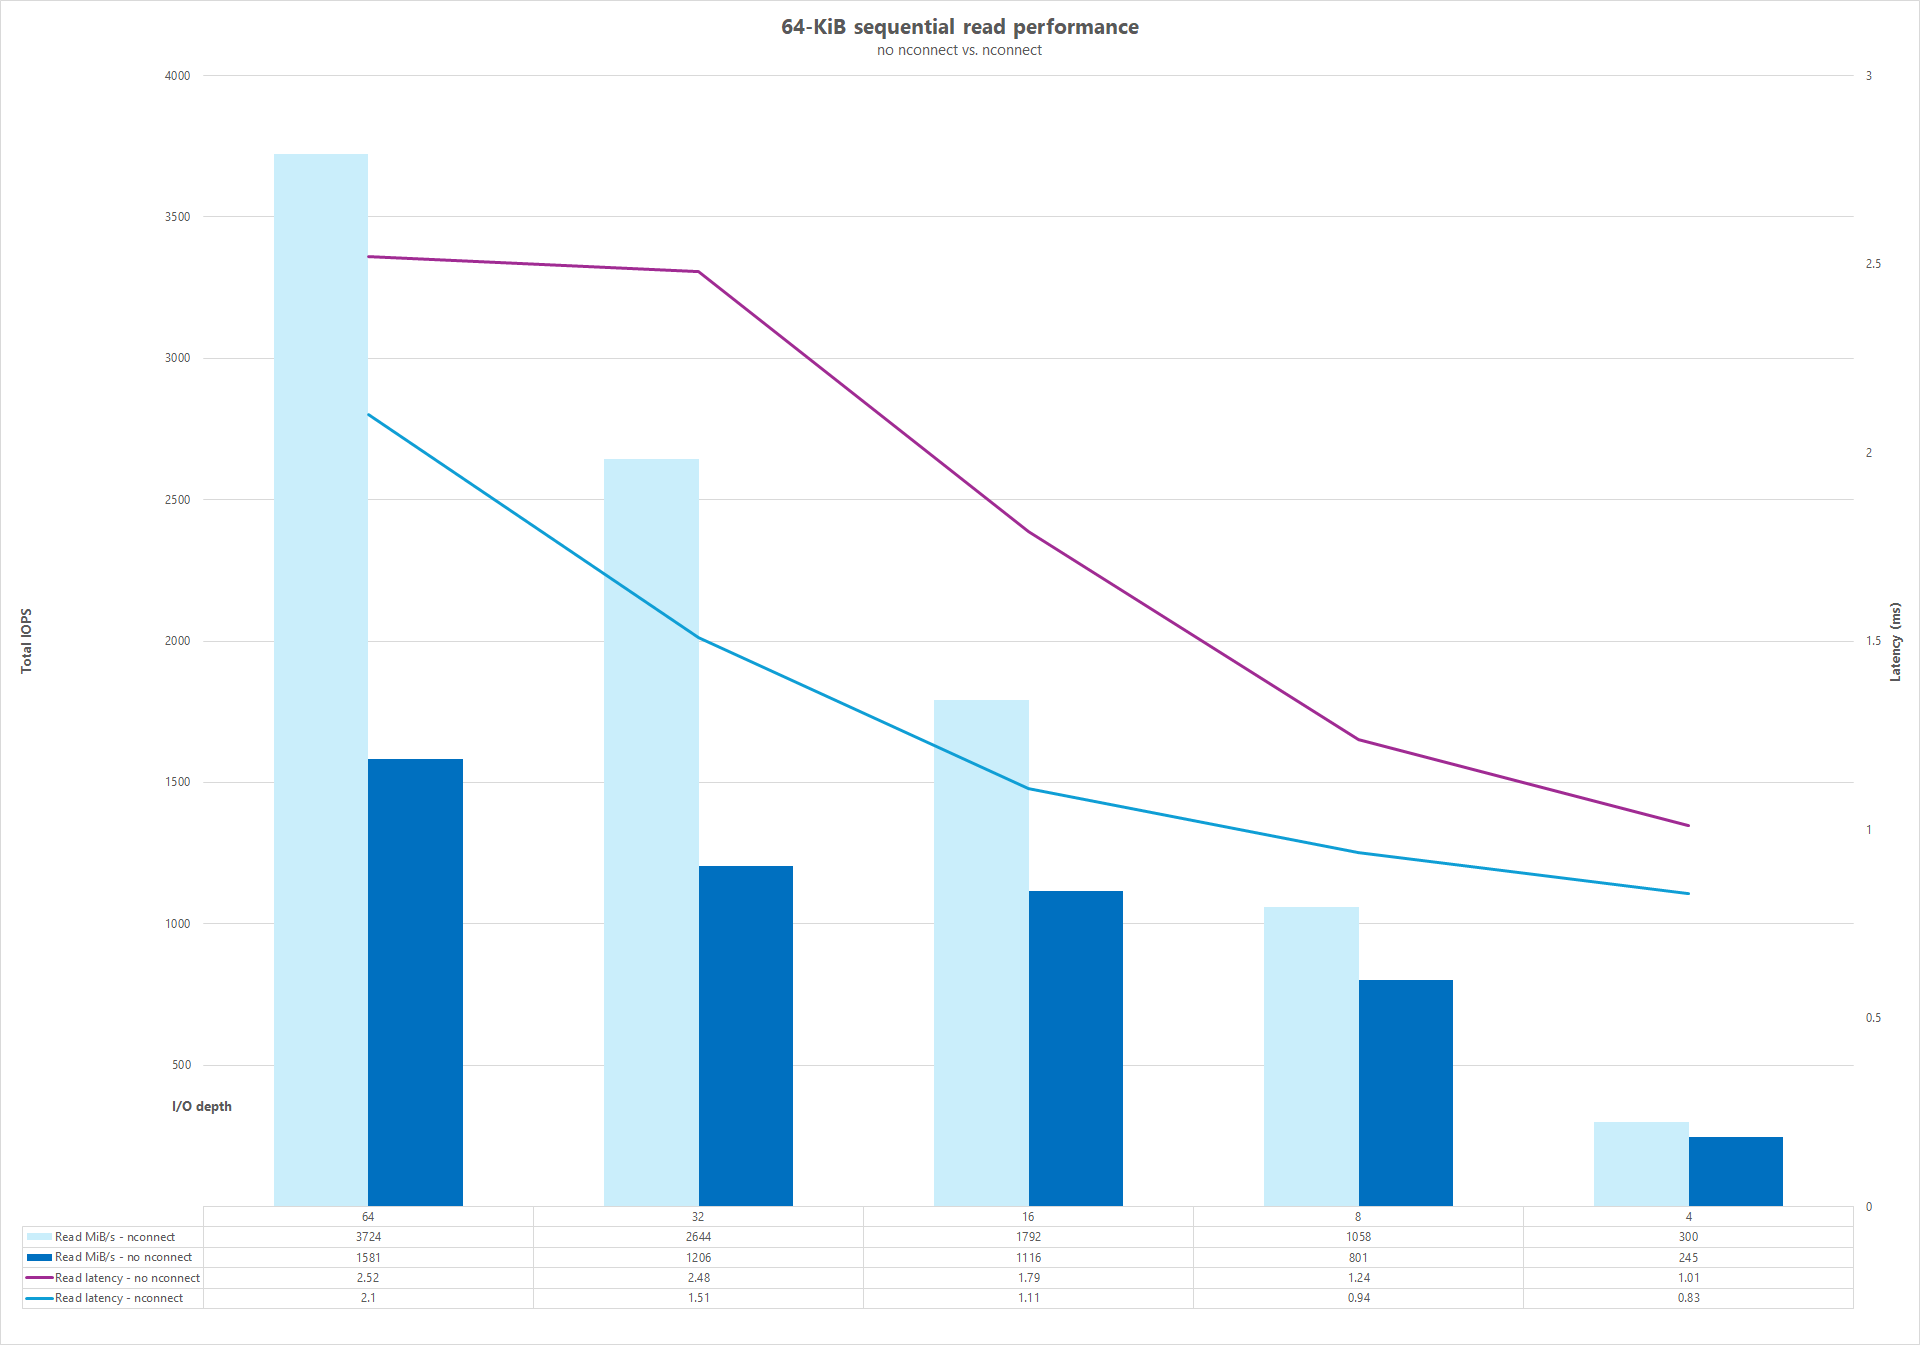 64-KiB sequential read performance
no nconnect vs. nconnect
4000
3500
3000
2500
2000
1500
1000
500
Total IOPS
I/O depth
3
2.5
2
1.5
1
0.5
0
Latency (ms)
64 32 16 8 4
Read MiB/s - nconnect 3724 2644 1792 1058 300
Read MiB/s - no nconnect 1581 1206 1116 801 245
Read latency - no nconnect 2.52 2.48 1.79 1.24 1.01
Read latency - nconnect 2.1 1.51 1.11 0.94 0.83